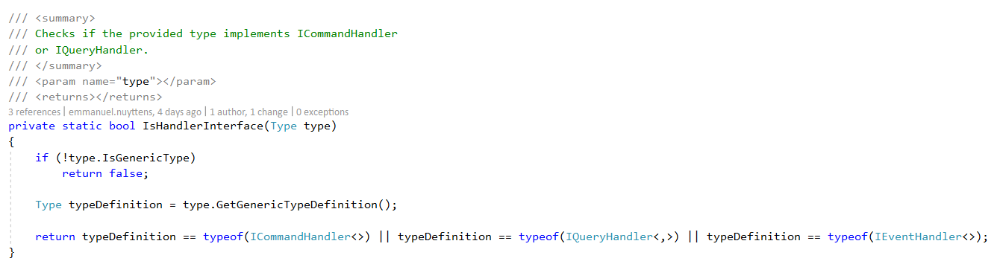 /// <summary>
/// Checks if the provided type implements ICommandHandler
/// or IQueryHandler.
/// </summary>
/// <param name="type"></param>
/// <returns></returns>
3 references | emmanuel.nuyttens, 4 days ago | 1 author, 1 change | 0 exceptions
private static bool IsHandlerInterface(Type type)
{
    if (!type.IsGenericType)
        return false;
    Type typeDefinition = type.GetGenericTypeDefinition();
    return typeDefinition == typeof(ICommandHandler<>) || typeDefinition == typeof(IQueryHandler<,>) || typeDefinition == typeof(IEventHandler<>);
}